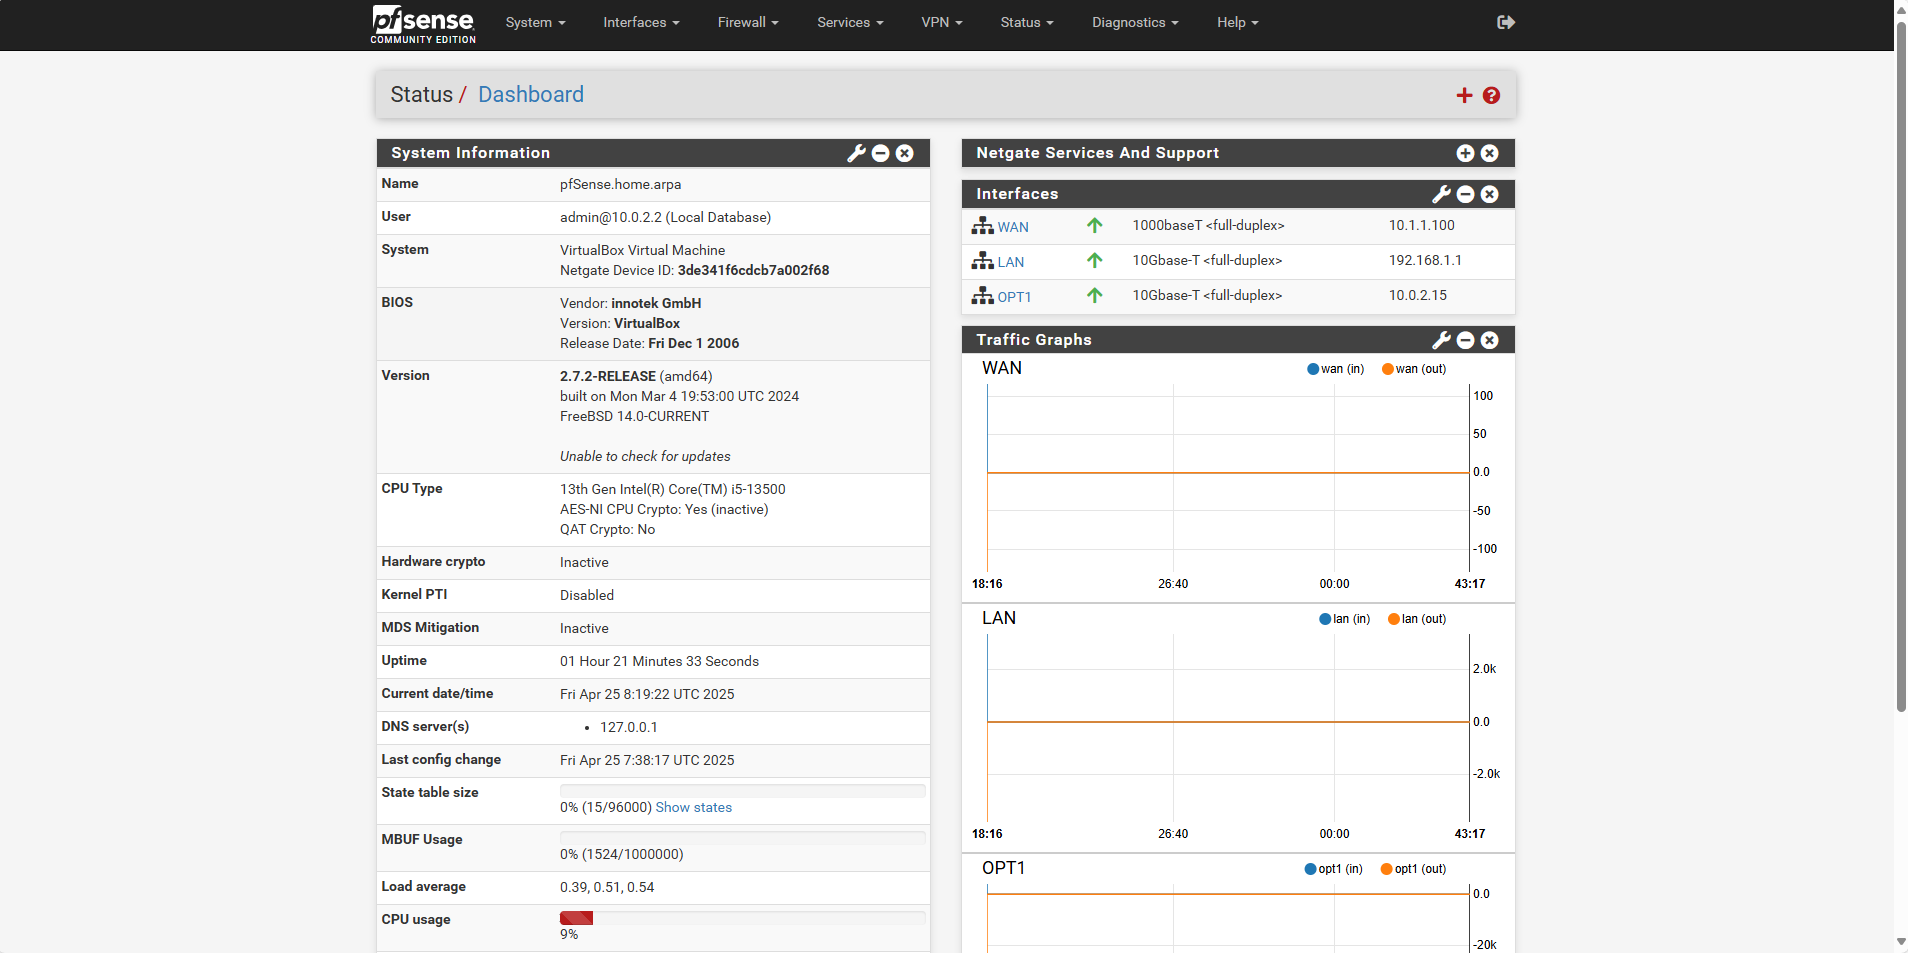 pfsense
COMMUNITY EDITION
System Interfaces Firewall Services VPN Status Diagnostics Help
Status / Dashboard
System Information
Name pfSense.home.arpa
User admin@10.0.2.2 (Local Database)
System VirtualBox Virtual Machine
Netgate Device ID: 3de341f6cdcb7a002f68
BIOS Vendor: innotek GmbH
Version: VirtualBox
Release Date: Fri Dec 1 2006
Version 2.7.2-RELEASE (amd64)
built on Mon Mar 4 19:53:00 UTC 2024
FreeBSD 14.0-CURRENT
Unable to check for updates
CPU Type 13th Gen Intel(R) Core(TM) i5-13500
AES-NI CPU Crypto: Yes (inactive)
QAT Crypto: No
Hardware crypto Inactive
Kernel PTI Disabled
MDS Mitigation Inactive
Uptime 01 Hour 21 Minutes 33 Seconds
Current date/time Fri Apr 25 8:19:22 UTC 2025
DNS server(s) • 127.0.0.1
Last config change Fri Apr 25 7:38:17 UTC 2025
State table size
0% (15/96000) Show states
MBUF Usage
0% (1524/1000000)
Load average 0.39, 0.51, 0.54
CPU usage
9%
Netgate Services And Support
Interfaces
WAN 1000baseT <full-duplex> 10.1.1.100
LAN 10Gbase-T <full-duplex> 192.168.1.1
OPT1 10Gbase-T <full-duplex> 10.0.2.15
Traffic Graphs
WAN wan (in) wan (out)
100
50
0.0
-50
-100
18:16 26:40 00:00 43:17
LAN lan (in) lan (out)
2.0k
0.0
-2.0k
18:16 26:40 00:00 43:17
OPT1 opt1 (in) opt1 (out)
0.0
-20k